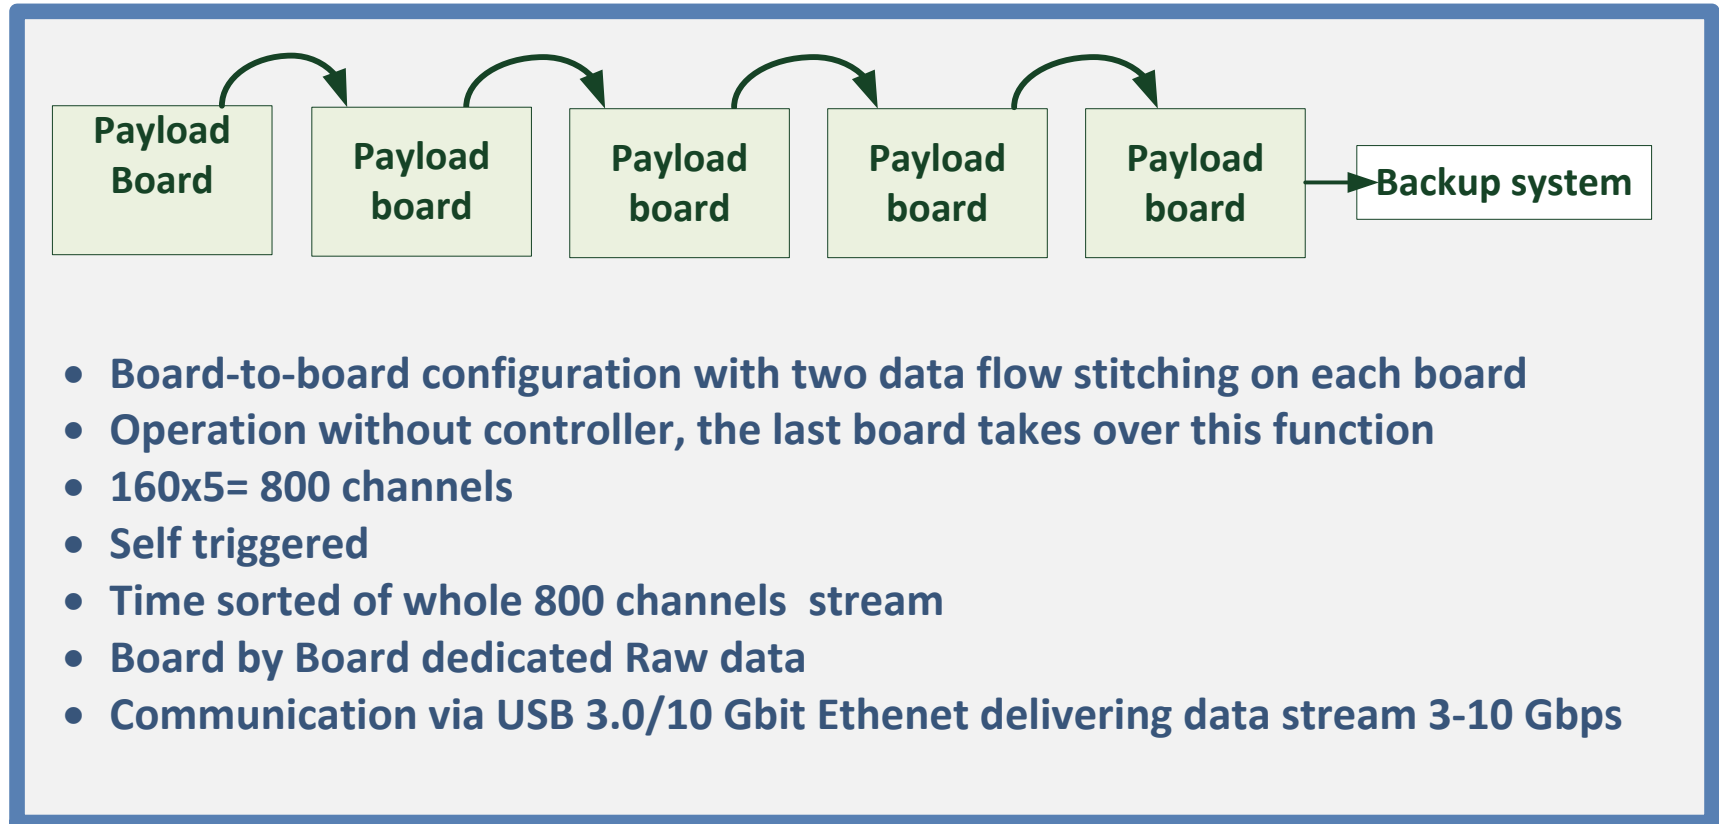 Payload
Board
Payload
board
Payload
board
Payload
board
Payload
board
Backup system
• Board-to-board configuration with two data flow stitching on each board
• Operation without controller, the last board takes over this function
• 160x5= 800 channels
• Self triggered
• Time sorted of whole 800 channels  stream
• Board by Board dedicated Raw data
• Communication via USB 3.0/10 Gbit Ethenet delivering data stream 3-10 Gbps